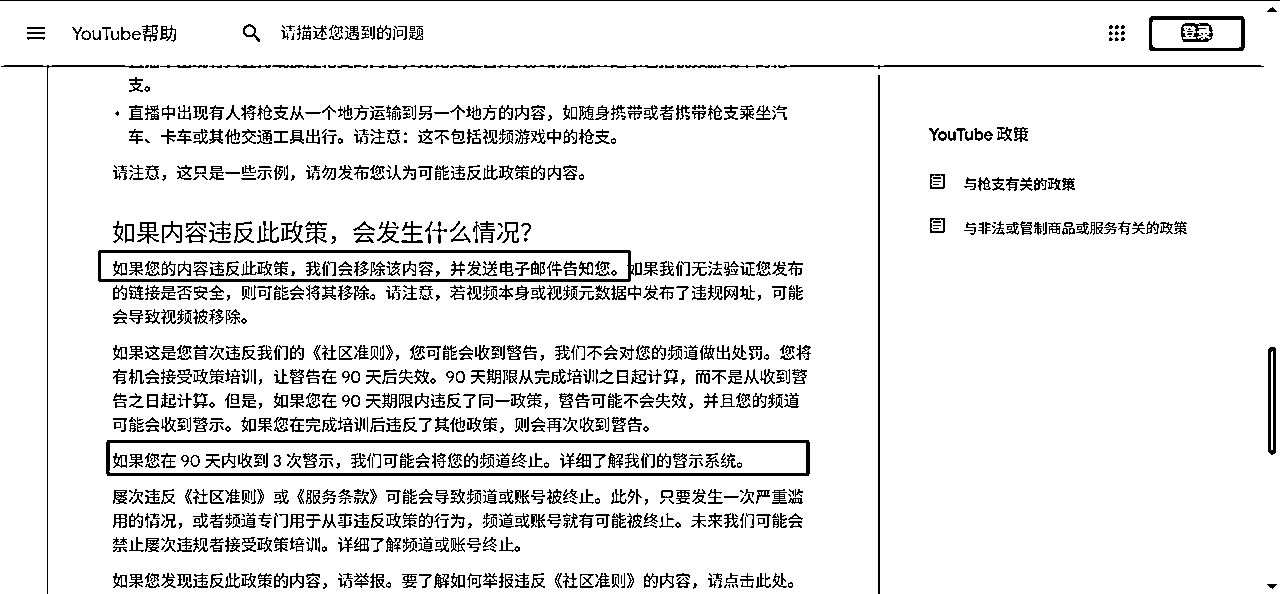 YouTube帮助
请描述您遇到的问题
登录
支。
• 直播中出现有人将枪支从一个地方运输到另一个地方的内容，如随身携带或者携带枪支乘坐汽
车、卡车或其他交通工具出行。请注意：这不包括视频游戏中的枪支。
请注意，这只是一些示例，请勿发布您认为可能违反此政策的内容。
如果内容违反此政策，会发生什么情况？
如果您的内容违反此政策，我们会移除该内容，并发送电子邮件告知您。如果我们无法验证您发布
的链接是否安全，则可能会将其移除。请注意，若视频本身或视频元数据中发布了违规网址，可能
会导致视频被移除。
如果这是您首次违反我们的《社区准则》，您可能会收到警告，我们不会对您的频道做出处罚。您将
有机会接受政策培训，让警告在 90 天后失效。90 天期限从完成培训之日起计算，而不是从收到警
告之日起计算。但是，如果您在 90 天期限内违反了同一政策，警告可能不会失效，并且您的频道
可能会收到警示。如果您在完成培训后违反了其他政策，则会再次收到警告。
如果您在 90 天内收到 3 次警示，我们可能会将您的频道终止。详细了解我们的警示系统。
屡次违反《社区准则》或《服务条款》可能会导致频道或账号被终止。此外，只要发生一次严重滥
用的情况，或者频道专门用于从事违反政策的行为，频道或账号就有可能被终止。未来我们可能会
禁止屡次违规者接受政策培训。详细了解频道或账号终止。
如果您发现违反此政策的内容，请举报。要了解如何举报违反《社区准则》的内容，请点击此处。
YouTube 政策
与枪支有关的政策
与非法或管制商品或服务有关的政策